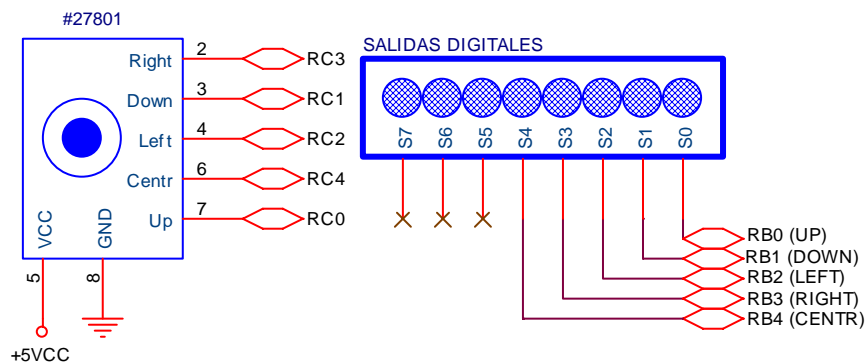 #27801
Right 2 RC3
Down 3 RC1
Left 4 RC2
Centr 6 RC4
Up 7 RC0
VCC GND
5 8
+5VCC
SALIDAS DIGITALES
S7 S6 S5 S4 S3 S2 S1 S0
RB0 (UP)
RB1 (DOWN)
RB2 (LEFT)
RB3 (RIGHT)
RB4 (CENTR)